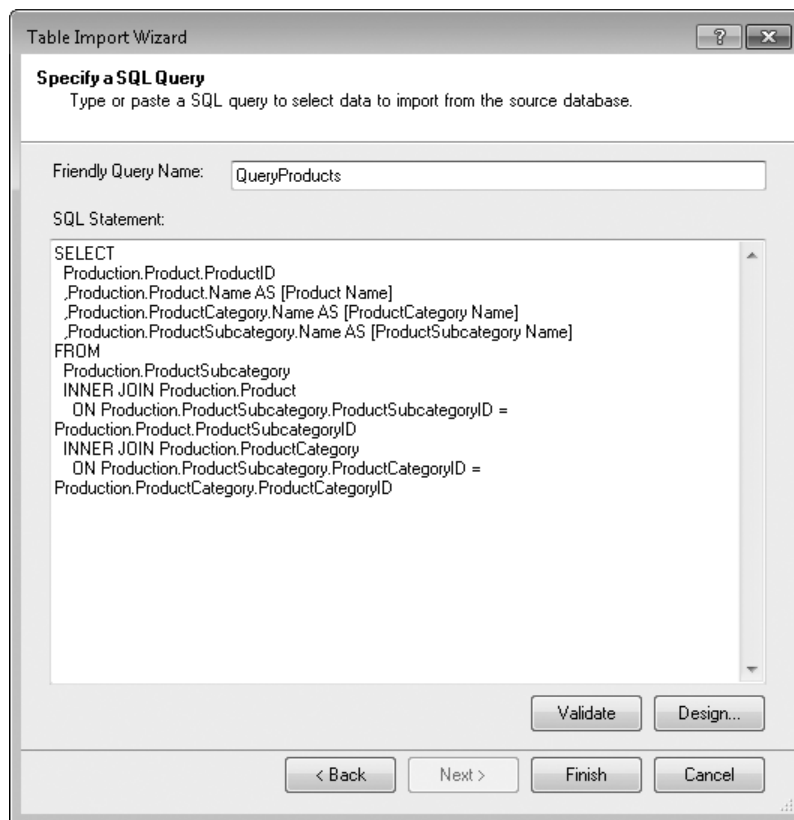 Table Import Wizard
?
Specify a SQL Query
Type or paste a SQL query to select data to import from the source database.
Friendly Query Name:
QueryProducts
SQL Statement:
SELECT
Production.Product.ProductID
,Production.Product.Name AS [Product Name]
,Production.ProductCategory.Name AS [ProductCategory Name]
,Production.ProductSubcategory.Name AS [ProductSubcategory Name]
FROM
Production.ProductSubcategory
INNER JOIN Production.Product
ON Production.ProductSubcategory.ProductSubcategoryID =
Production.Product.ProductSubcategoryID
INNER JOIN Production.ProductCategory
ON Production.ProductSubcategory.ProductCategoryID =
Production.ProductCategory.ProductCategoryID
Validate
Design...
< Back
Next >
Finish
Cancel